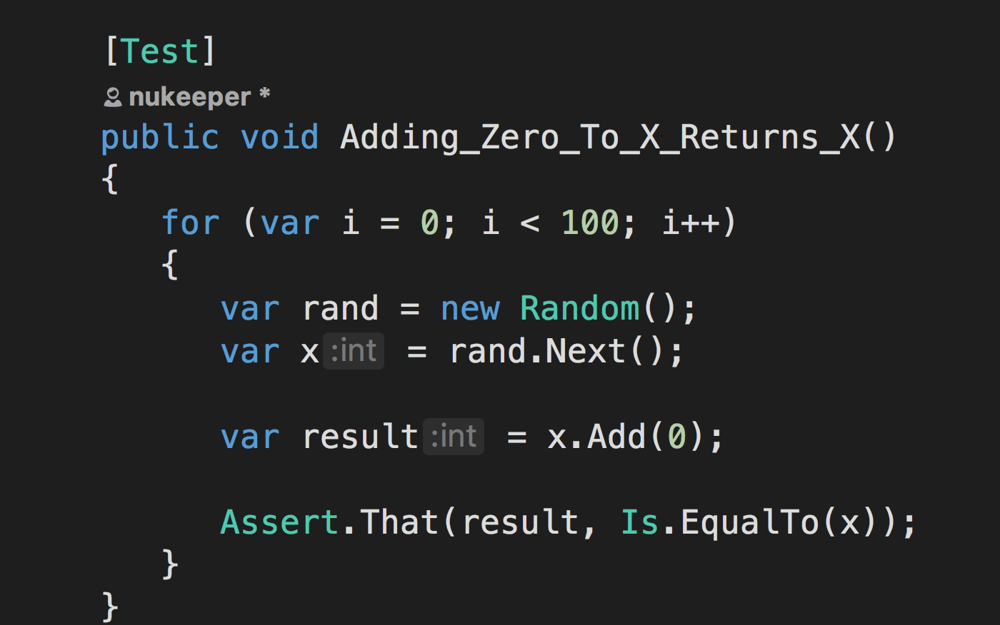 [Test]
nukeeper *
public void Adding_Zero_To_X_Returns_X()
{
for (var i = 0; i < 100; i++)
{
var rand = new Random();
var x :int = rand.Next();
var result :int = x.Add(0);
Assert.That(result, Is.EqualTo(x));
}
}